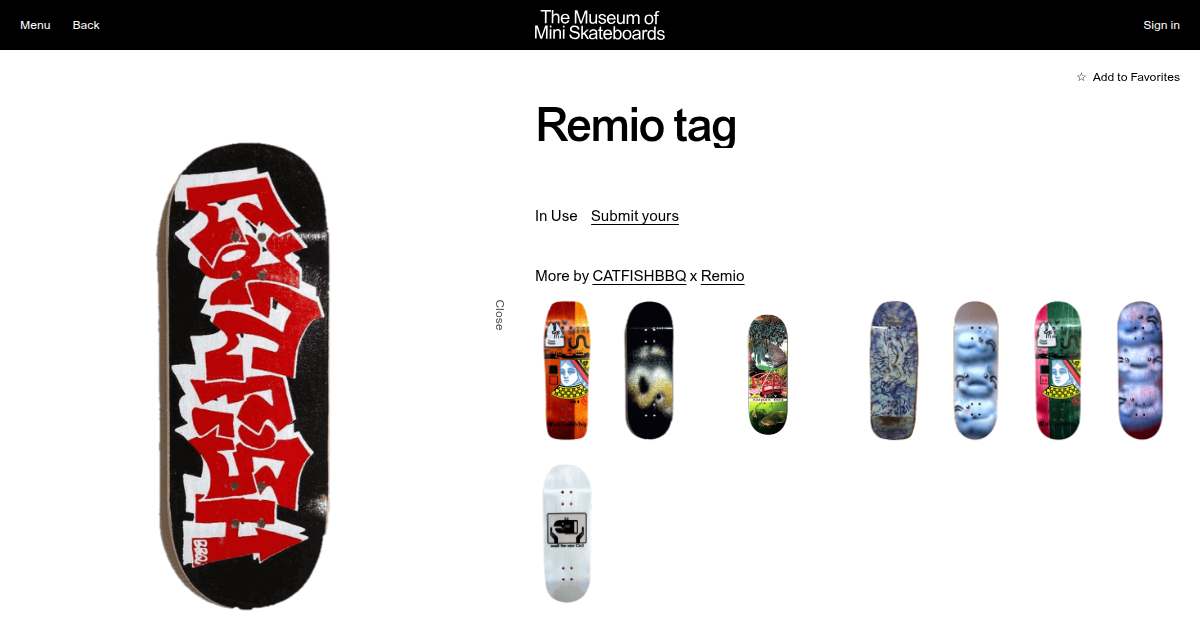 Menu
Back
The Museum of
Mini Skateboards
Sign in
☆ Add to Favorites
Remio tag
In Use Submit yours
More by CATFISHBBQ x Remio
Close
BBQ